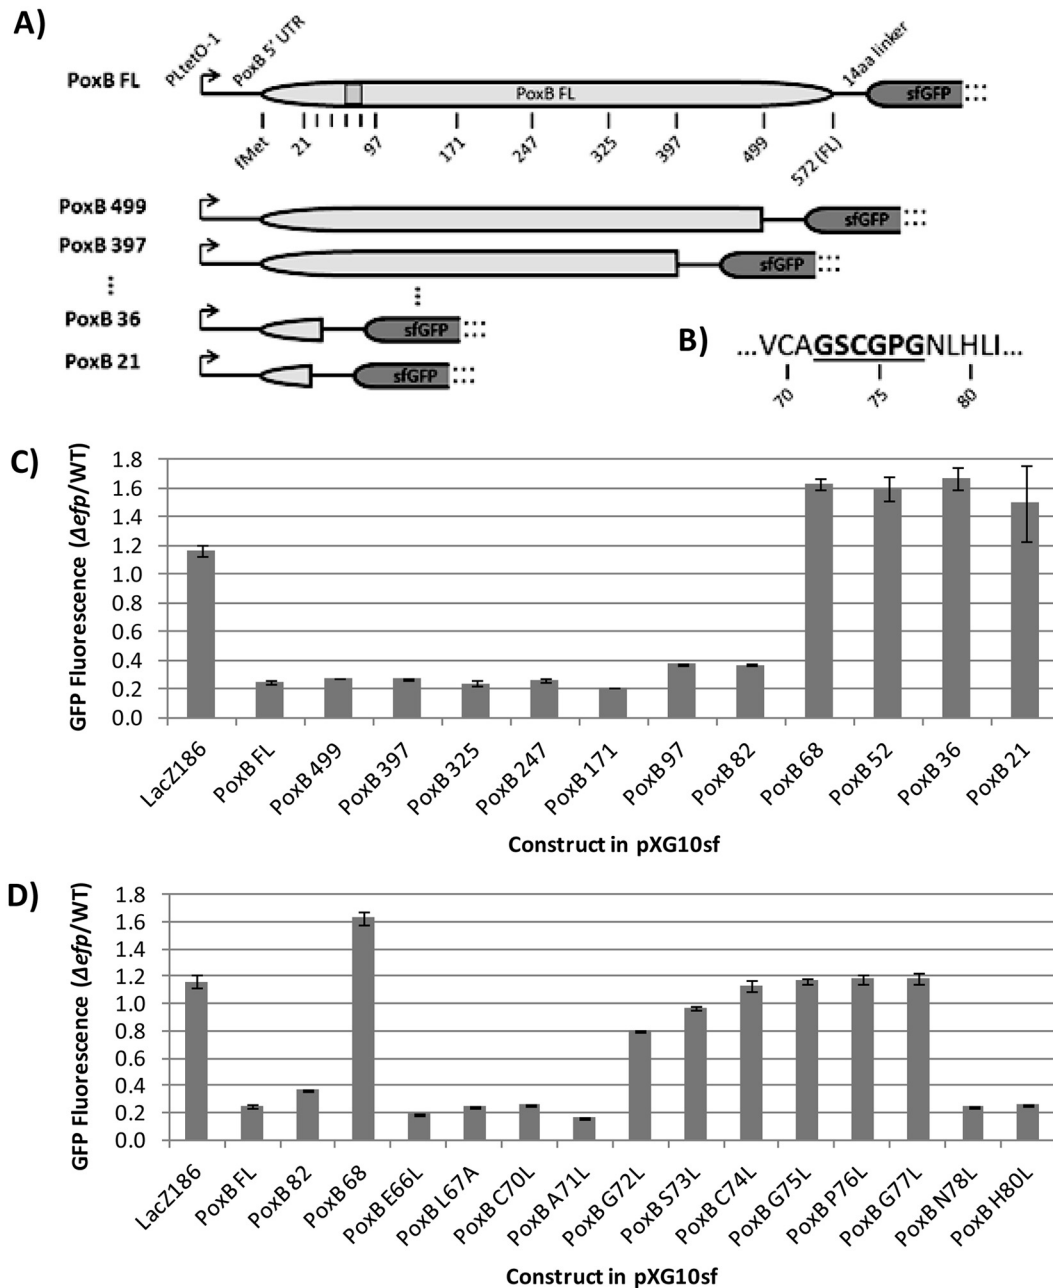 A)
PLtetO-1
PoxB 5' UTR
14aa linker
PoxB FL
PoxB FL
sfGFP
fMet
21
97
171
247
325
397
499
572 (FL)
PoxB 499
sfGFP
PoxB 397
sfGFP
PoxB 36
sfGFP
PoxB 21
sfGFP
B)
...VCAGSCGPGNLHLI...
70
75
80
C)
GFP Fluorescence (Δefp/WT)
1.8
1.6
1.4
1.2
1.0
0.8
0.6
0.4
0.2
0.0
LacZ186
PoxB FL
PoxB 499
PoxB 397
PoxB 325
PoxB 247
PoxB 171
PoxB 97
PoxB 82
PoxB 68
PoxB 52
PoxB 36
PoxB 21
Construct in pXG10sf
D)
GFP Fluorescence (Δefp/WT)
1.8
1.6
1.4
1.2
1.0
0.8
0.6
0.4
0.2
0.0
LacZ186
PoxB FL
PoxB 82
PoxB 68
PoxB E66L
PoxB L67A
PoxB C70L
PoxB A71L
PoxB G72L
PoxB S73L
PoxB C74L
PoxB G75L
PoxB P76L
PoxB G77L
PoxB N78L
PoxB H80L
Construct in pXG10sf